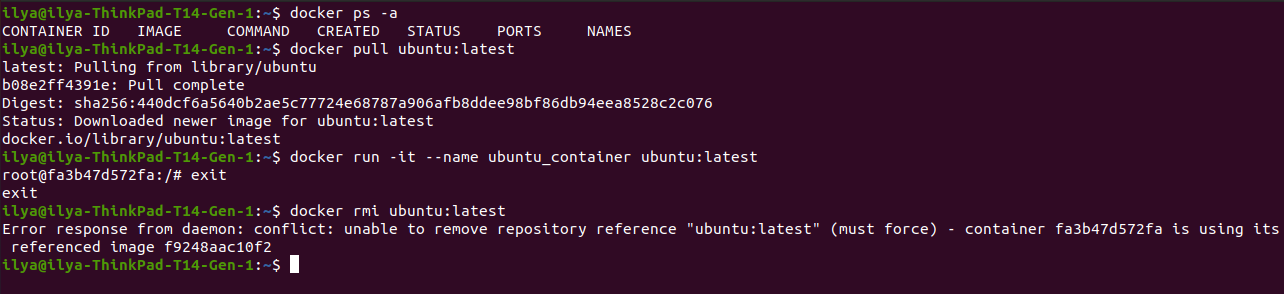 ilya@ilya-ThinkPad-T14-Gen-1:~$ docker ps -a
CONTAINER ID   IMAGE     COMMAND   CREATED   STATUS    PORTS     NAMES
ilya@ilya-ThinkPad-T14-Gen-1:~$ docker pull ubuntu:latest
latest: Pulling from library/ubuntu
b08e2ff4391e: Pull complete
Digest: sha256:440dcf6a5640b2ae5c77724e68787a906afb8ddee98bf86db94eea8528c2c076
Status: Downloaded newer image for ubuntu:latest
docker.io/library/ubuntu:latest
ilya@ilya-ThinkPad-T14-Gen-1:~$ docker run -it --name ubuntu_container ubuntu:latest
root@fa3b47d572fa:/# exit
exit
ilya@ilya-ThinkPad-T14-Gen-1:~$ docker rmi ubuntu:latest
Error response from daemon: conflict: unable to remove repository reference "ubuntu:latest" (must force) - container fa3b47d572fa is using its
 referenced image f9248aac10f2
ilya@ilya-ThinkPad-T14-Gen-1:~$